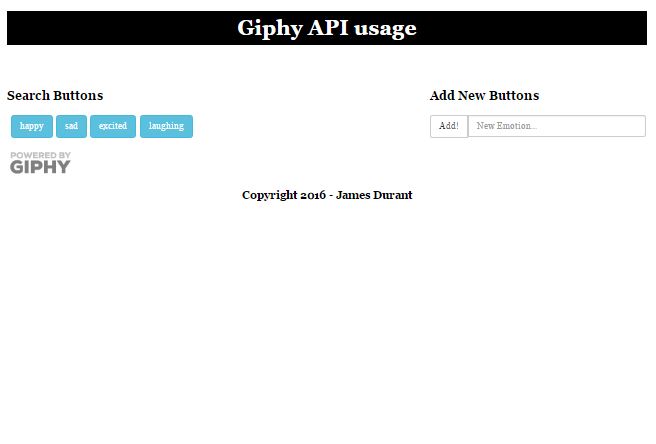 Giphy API usage
Search Buttons
happy sad excited laughing
Add New Buttons
Add! New Emotion...
POWERED BY
GIPHY
Copyright 2016 - James Durant